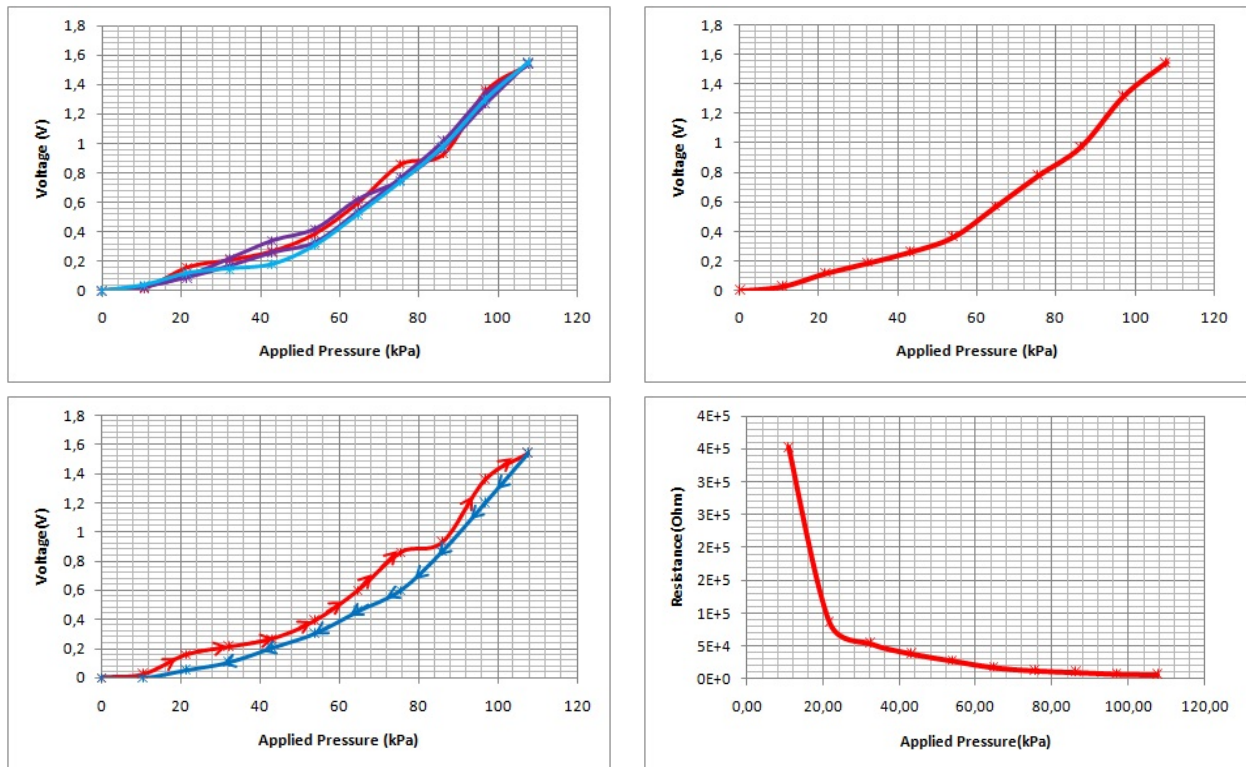 1,8
1,6
1,4
1,2
1
0,8
0,6
0,4
0,2
0
Voltage (V)
0 20 40 60 80 100 120
Applied Pressure (kPa)
1,8
1,6
1,4
1,2
1
0,8
0,6
0,4
0,2
0
Voltage (V)
0 20 40 60 80 100 120
Applied Pressure (kPa)
1,8
1,6
1,4
1,2
1
0,8
0,6
0,4
0,2
0
Voltage(V)
0 20 40 60 80 100 120
Applied Pressure (kPa)
4E+5
4E+5
3E+5
3E+5
2E+5
2E+5
1E+5
5E+4
0E+0
Resistance(Ohm)
0,00 20,00 40,00 60,00 80,00 100,00 120,00
Applied Pressure(kPa)